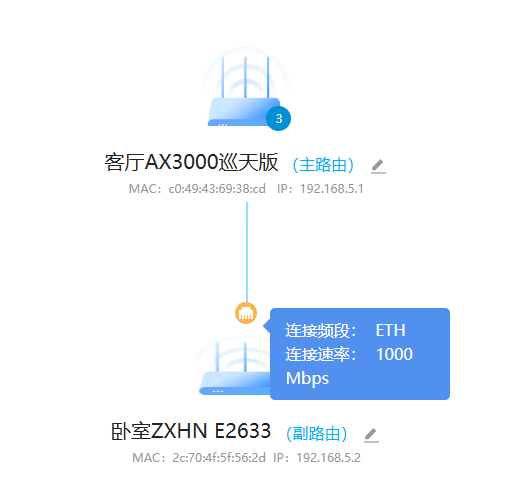 3
客厅AX3000巡天版 （主路由）
MAC：c0:49:43:69:38:cd IP：192.168.5.1
连接频段： ETH
连接速率： 1000
Mbps
卧室ZXHN E2633 （副路由）
MAC：2c:70:4f:5f:56:2d IP：192.168.5.2